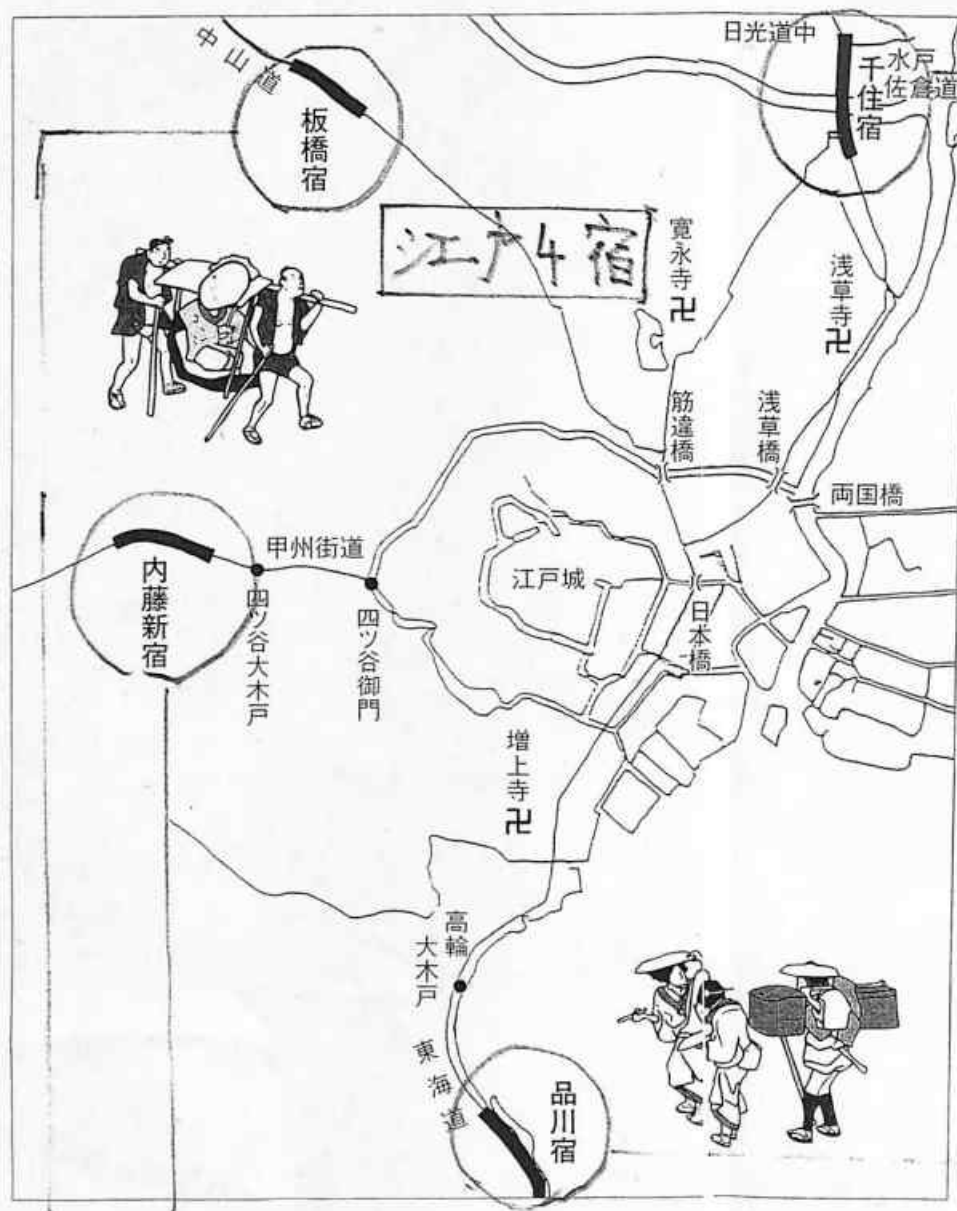 中山道
板橋宿
日光道中
千住宿
水戸
佐倉道
江戸4宿
寛永寺
卍
浅草寺
卍
筋違橋
浅草橋
両国橋
甲州街道
江戸城
内藤新宿
四ツ谷大木戸
四ツ谷御門
日本橋
増上寺
卍
高輪
大木戸
東海道
品川宿